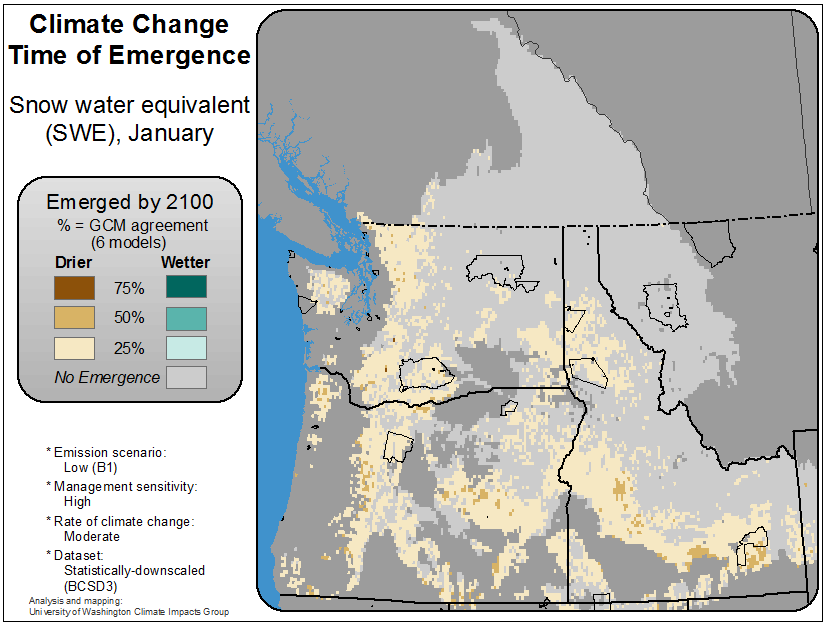 Climate Change
Time of Emergence
Snow water equivalent
(SWE), January
Emerged by 2100
% = GCM agreement
(6 models)
Drier Wetter
75%
50%
25%
No Emergence
* Emission scenario:
Low (B1)
* Management sensitivity:
High
* Rate of climate change:
Moderate
* Dataset:
Statistically-downscaled
(BCSD3)
Analysis and mapping:
University of Washington Climate Impacts Group